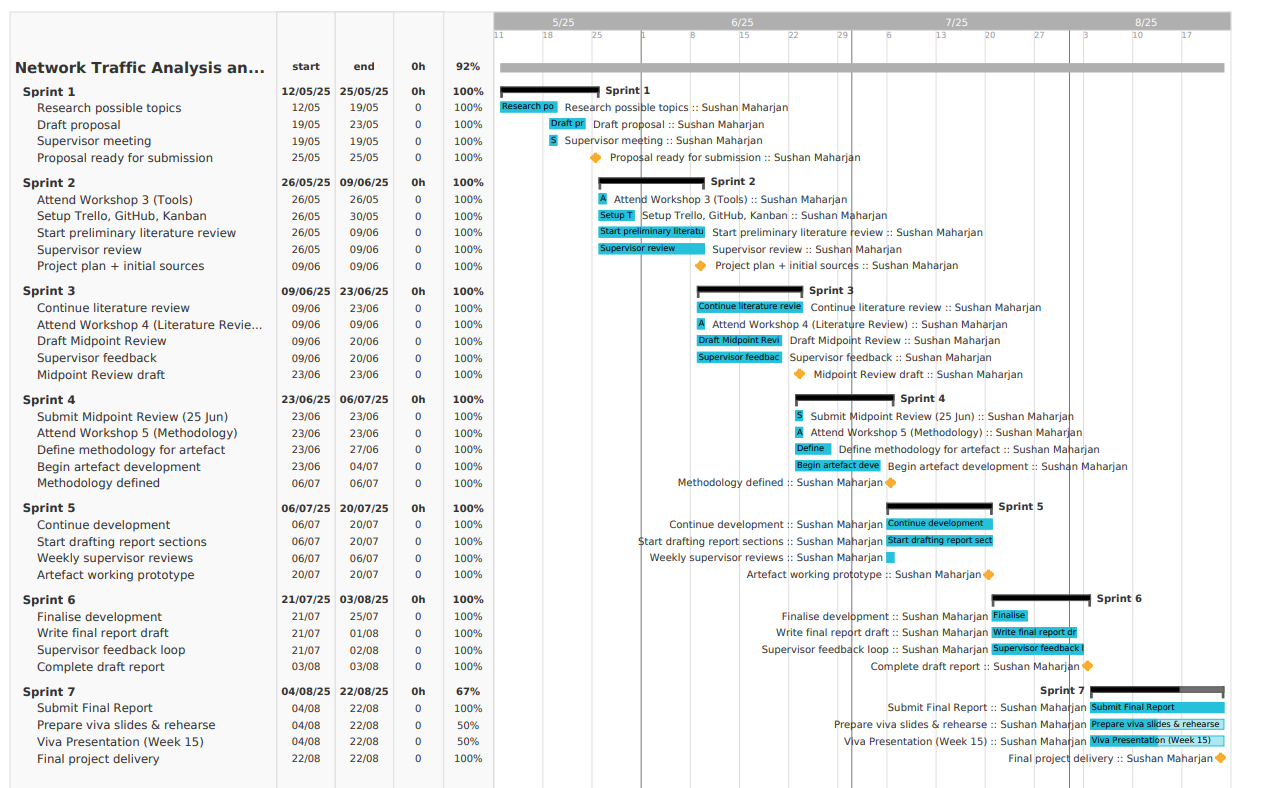 5/25 6/25 7/25 8/25
11 18 25 1 8 15 22 29 6 13 20 27 3 10 17
Network Traffic Analysis an... start end 0h 92%
Sprint 1 12/05/25 25/05/25 0h 100% Sprint 1
Research possible topics 12/05 19/05 0 100% Research po Research possible topics :: Sushan Maharjan
Draft proposal 19/05 23/05 0 100% Draft pr Draft proposal :: Sushan Maharjan
Supervisor meeting 19/05 19/05 0 100% S Supervisor meeting :: Sushan Maharjan
Proposal ready for submission 25/05 25/05 0 100% Proposal ready for submission :: Sushan Maharjan
Sprint 2 26/05/25 09/06/25 0h 100% Sprint 2
Attend Workshop 3 (Tools) 26/05 26/05 0 100% A Attend Workshop 3 (Tools) :: Sushan Maharjan
Setup Trello, GitHub, Kanban 26/05 30/05 0 100% Setup T Setup Trello, GitHub, Kanban :: Sushan Maharjan
Start preliminary literature review 26/05 09/06 0 100% Start preliminary literatu Start preliminary literature review :: Sushan Maharjan
Supervisor review 26/05 09/06 0 100% Supervisor review Supervisor review :: Sushan Maharjan
Project plan + initial sources 09/06 09/06 0 100% Project plan + initial sources :: Sushan Maharjan
Sprint 3 09/06/25 23/06/25 0h 100% Sprint 3
Continue literature review 09/06 23/06 0 100% Continue literature revie Continue literature review :: Sushan Maharjan
Attend Workshop 4 (Literature Revie... 09/06 09/06 0 100% A Attend Workshop 4 (Literature Review) :: Sushan Maharjan
Draft Midpoint Review 09/06 20/06 0 100% Draft Midpoint Revi Draft Midpoint Review :: Sushan Maharjan
Supervisor feedback 09/06 20/06 0 100% Supervisor feedbac Supervisor feedback :: Sushan Maharjan
Midpoint Review draft 23/06 23/06 0 100% Midpoint Review draft :: Sushan Maharjan
Sprint 4 23/06/25 06/07/25 0h 100% Sprint 4
Submit Midpoint Review (25 Jun) 23/06 23/06 0 100% S Submit Midpoint Review (25 Jun) :: Sushan Maharjan
Attend Workshop 5 (Methodology) 23/06 23/06 0 100% A Attend Workshop 5 (Methodology) :: Sushan Maharjan
Define methodology for artefact 23/06 27/06 0 100% Define Define methodology for artefact :: Sushan Maharjan
Begin artefact development 23/06 04/07 0 100% Begin artefact deve Begin artefact development :: Sushan Maharjan
Methodology defined 06/07 06/07 0 100% Methodology defined :: Sushan Maharjan
Sprint 5 06/07/25 20/07/25 0h 100% Sprint 5
Continue development 06/07 20/07 0 100% Continue development :: Sushan Maharjan Continue development
Start drafting report sections 06/07 20/07 0 100% Start drafting report sections :: Sushan Maharjan Start drafting report sect
Weekly supervisor reviews 06/07 06/07 0 100% Weekly supervisor reviews :: Sushan Maharjan
Artefact working prototype 20/07 20/07 0 100% Artefact working prototype :: Sushan Maharjan
Sprint 6 21/07/25 03/08/25 0h 100% Sprint 6
Finalise development 21/07 25/07 0 100% Finalise development :: Sushan Maharjan Finalise
Write final report draft 21/07 01/08 0 100% Write final report draft :: Sushan Maharjan Write final report dr
Supervisor feedback loop 21/07 02/08 0 100% Supervisor feedback loop :: Sushan Maharjan Supervisor feedback l
Complete draft report 03/08 03/08 0 100% Complete draft report :: Sushan Maharjan
Sprint 7 04/08/25 22/08/25 0h 67% Sprint 7
Submit Final Report 04/08 22/08 0 100% Submit Final Report :: Sushan Maharjan Submit Final Report
Prepare viva slides & rehearse 04/08 22/08 0 50% Prepare viva slides & rehearse :: Sushan Maharjan Prepare viva slides & rehearse
Viva Presentation (Week 15) 04/08 22/08 0 50% Viva Presentation (Week 15) :: Sushan Maharjan Viva Presentation (Week 15)
Final project delivery 22/08 22/08 0 100% Final project delivery :: Sushan Maharjan